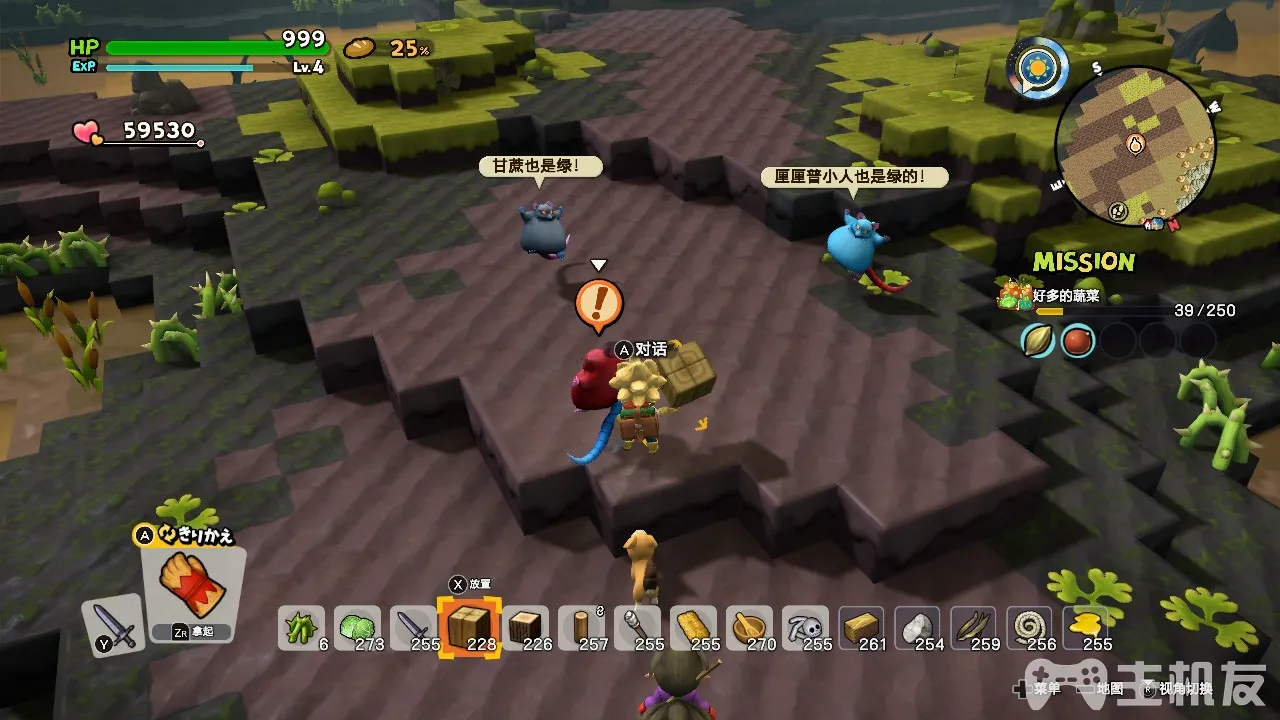 HP 999 25%
EXP Lv.4
59530
甘蔗也是绿!
厘厘普小人也是绿的!
S
W
E
N
MISSION
好多的蔬菜
39/250
A 对话
A きりかえ
Y
ZR 拿起
X 放置
6 273 255 228 226 8 257 255 255 270 255 261 254 259 256 255
菜单 地图 R 视角切换
主机友